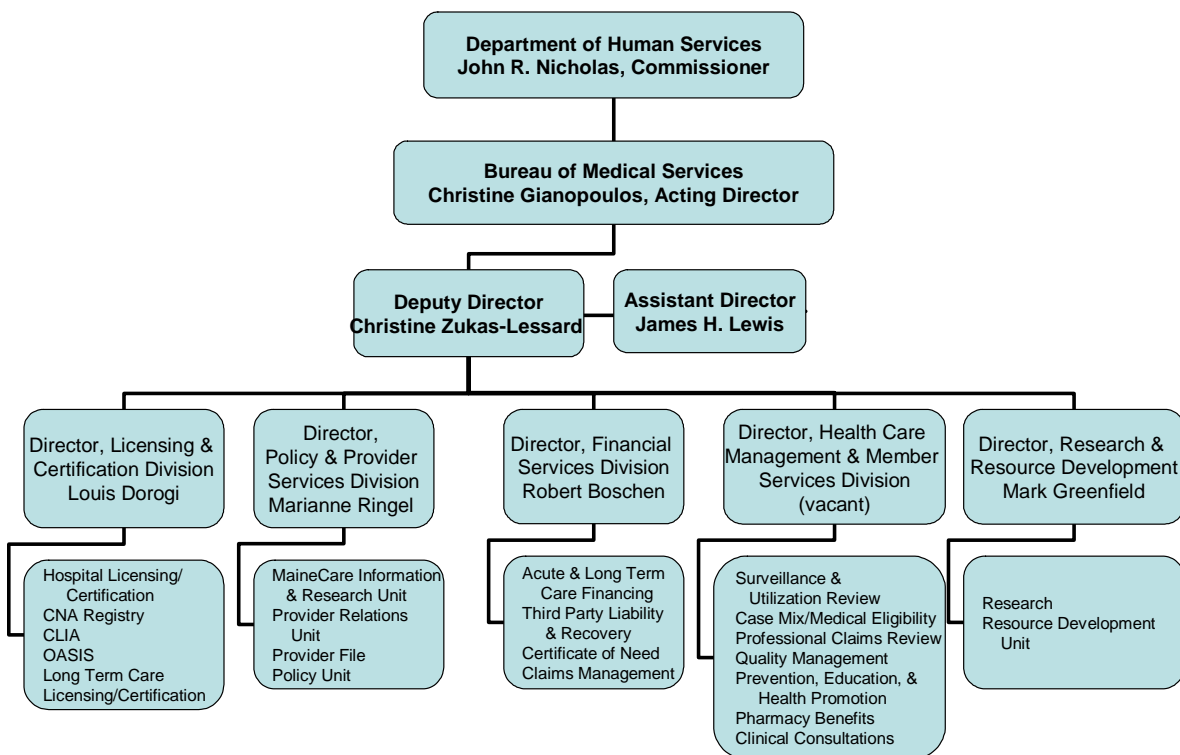 Department of Human Services
John R. Nicholas, Commissioner
Bureau of Medical Services
Christine Gianopoulos, Acting Director
Deputy Director
Christine Zukas-Lessard
Assistant Director
James H. Lewis
Director, Licensing &
Certification Division
Louis Dorogi
Director,
Policy & Provider
Services Division
Marianne Ringel
Director, Financial
Services Division
Robert Boschen
Director, Health Care
Management & Member
Services Division
(vacant)
Director, Research &
Resource Development
Mark Greenfield
Hospital Licensing/
Certification
CNA Registry
CLIA
OASIS
Long Term Care
Licensing/Certification
MaineCare Information
& Research Unit
Provider Relations
Unit
Provider File
Policy Unit
Acute & Long Term
Care Financing
Third Party Liability
& Recovery
Certificate of Need
Claims Management
Surveillance &
Utilization Review
Case Mix/Medical Eligibility
Professional Claims Review
Quality Management
Prevention, Education, &
Health Promotion
Pharmacy Benefits
Clinical Consultations
Research
Resource Development
Unit